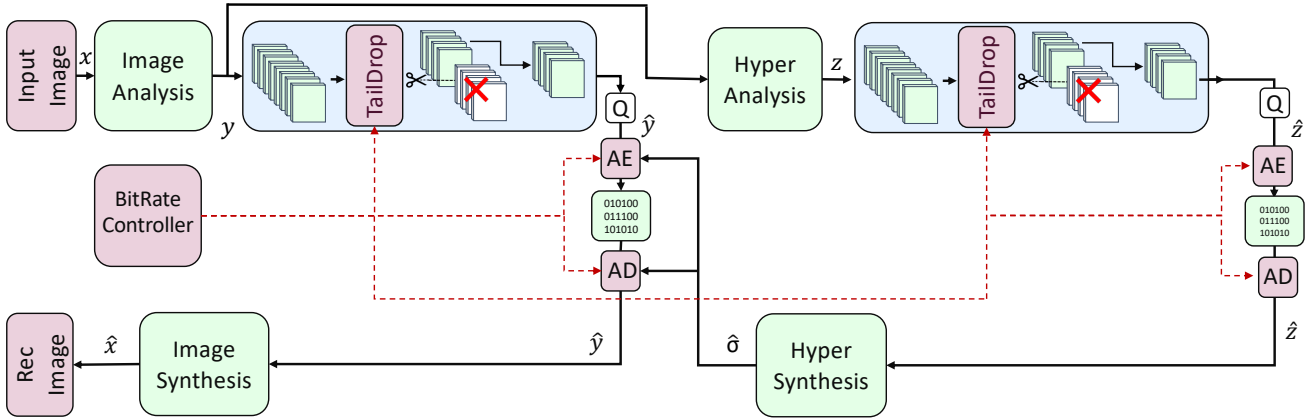 Input
Image
x
Image
Analysis
y
TailDrop
Q
ŷ
Hyper
Analysis
z
TailDrop
Q
ẑ
BitRate
Controller
AE
010100
011100
101010
AD
AE
010100
011100
101010
AD
Rec
Image
x̂
Image
Synthesis
ŷ
σ̂
Hyper
Synthesis
ẑ